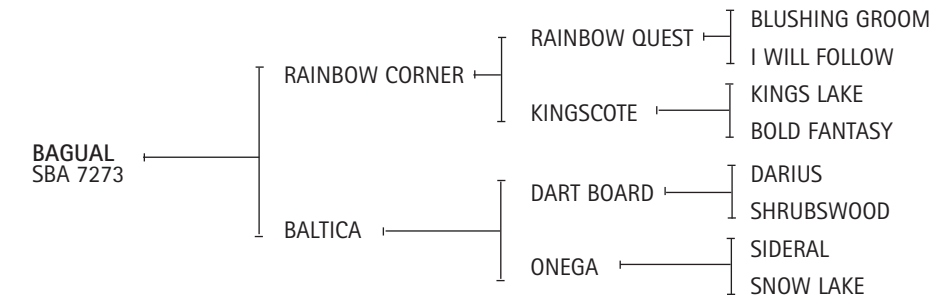 BAGUAL
SBA 7273
RAINBOW CORNER
BALTICA
RAINBOW QUEST
KINGSCOTE
DART BOARD
ONEGA
BLUSHING GROOM
I WILL FOLLOW
KINGS LAKE
BOLD FANTASY
DARIUS
SHRUBSWOOD
SIDERAL
SNOW LAKE